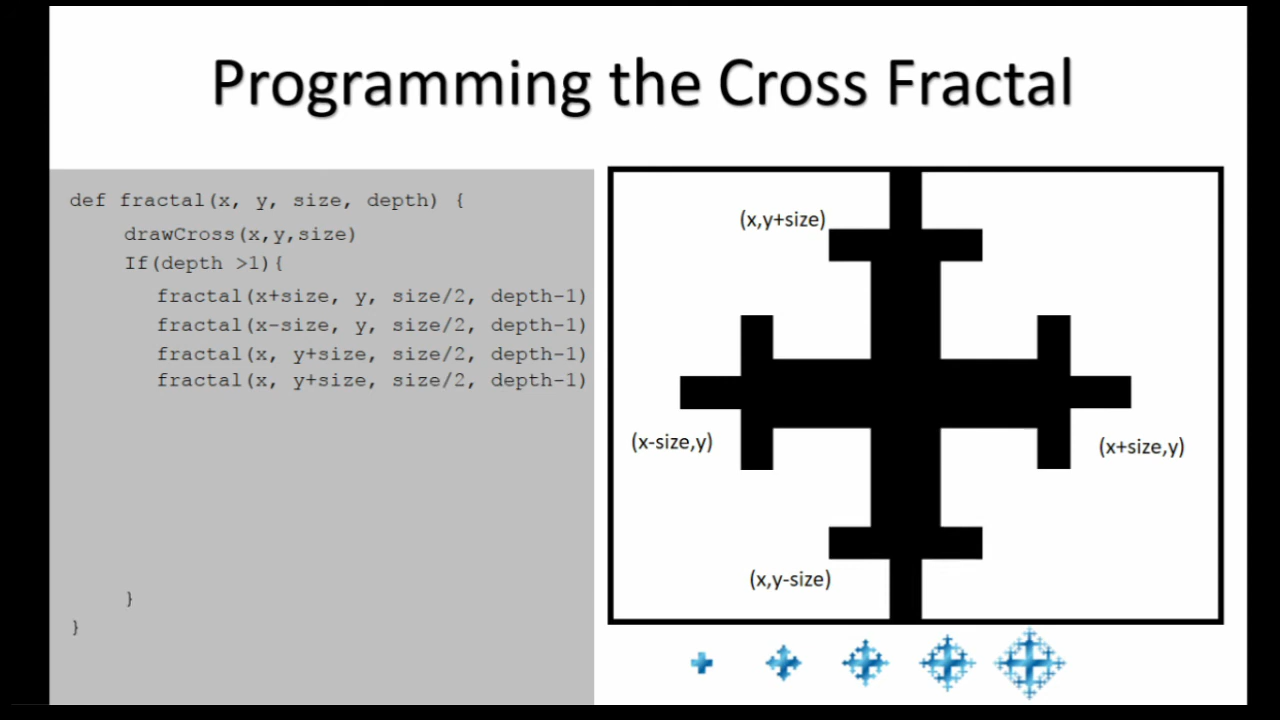 Programming the Cross Fractal
def fractal(x, y, size, depth) {
drawCross(x,y,size)
If(depth >1){
fractal(x+size, y, size/2, depth-1)
fractal(x-size, y, size/2, depth-1)
fractal(x, y+size, size/2, depth-1)
fractal(x, y+size, size/2, depth-1)
}
}
(x,y+size)
(x-size,y)
(x+size,y)
(x,y-size)